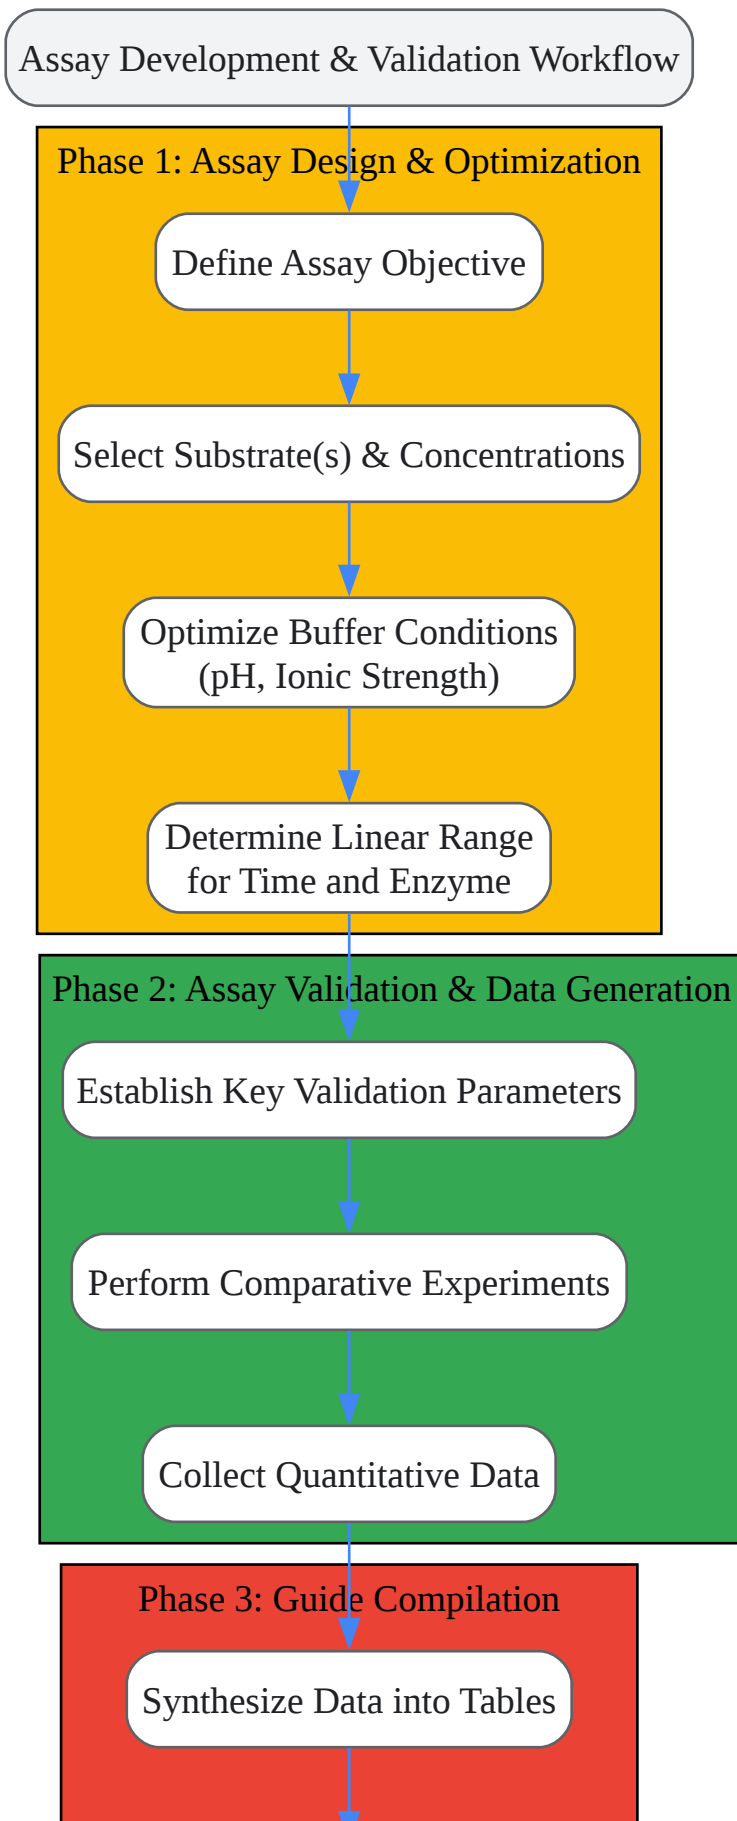 Assay Development & Validation Workflow
Phase 1: Assay Design & Optimization
Define Assay Objective
Select Substrate(s) & Concentrations
Optimize Buffer Conditions
(pH, Ionic Strength)
Determine Linear Range
for Time and Enzyme
Phase 2: Assay Validation & Data Generation
Establish Key Validation Parameters
Perform Comparative Experiments
Collect Quantitative Data
Phase 3: Guide Compilation
Synthesize Data into Tables